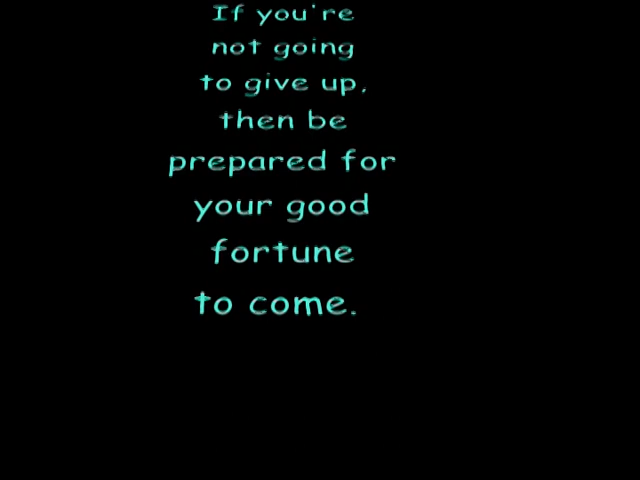 If you're
not going
to give up,
then be
prepared for
your good
fortune
to come.